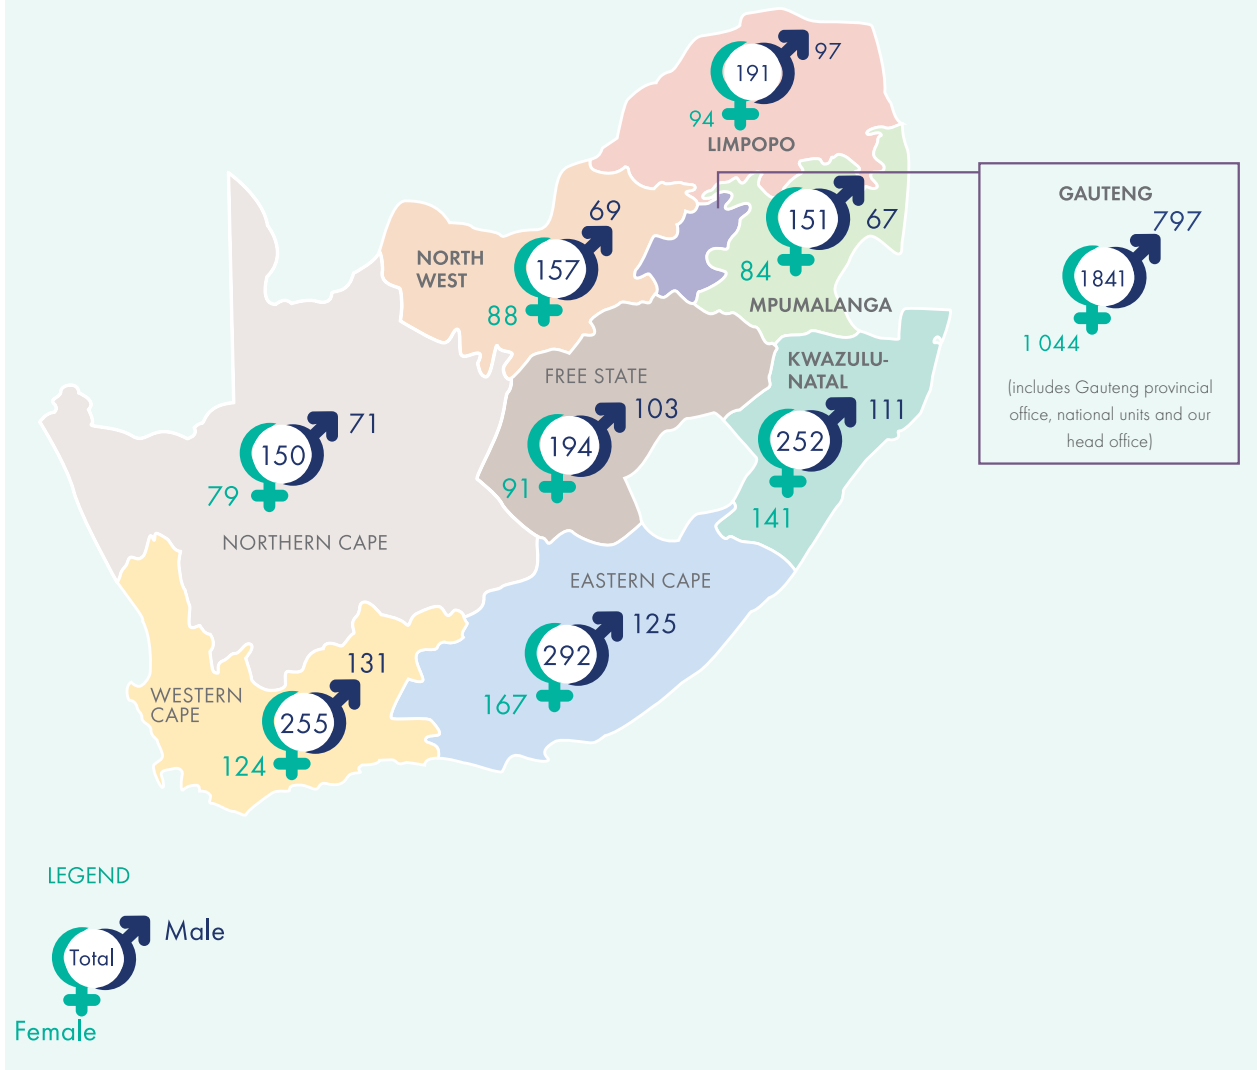 97
191
94
LIMPOPO
GAUTENG
797
1841
1 044
(includes Gauteng provincial
office, national units and our
head office)
67
151
84
MPUMALANGA
69
NORTH
WEST
157
88
KWAZULU-
NATAL
111
252
141
FREE STATE
103
194
91
71
150
79
NORTHERN CAPE
EASTERN CAPE
125
292
167
131
WESTERN
CAPE
255
124
LEGEND
Male
Total
Female